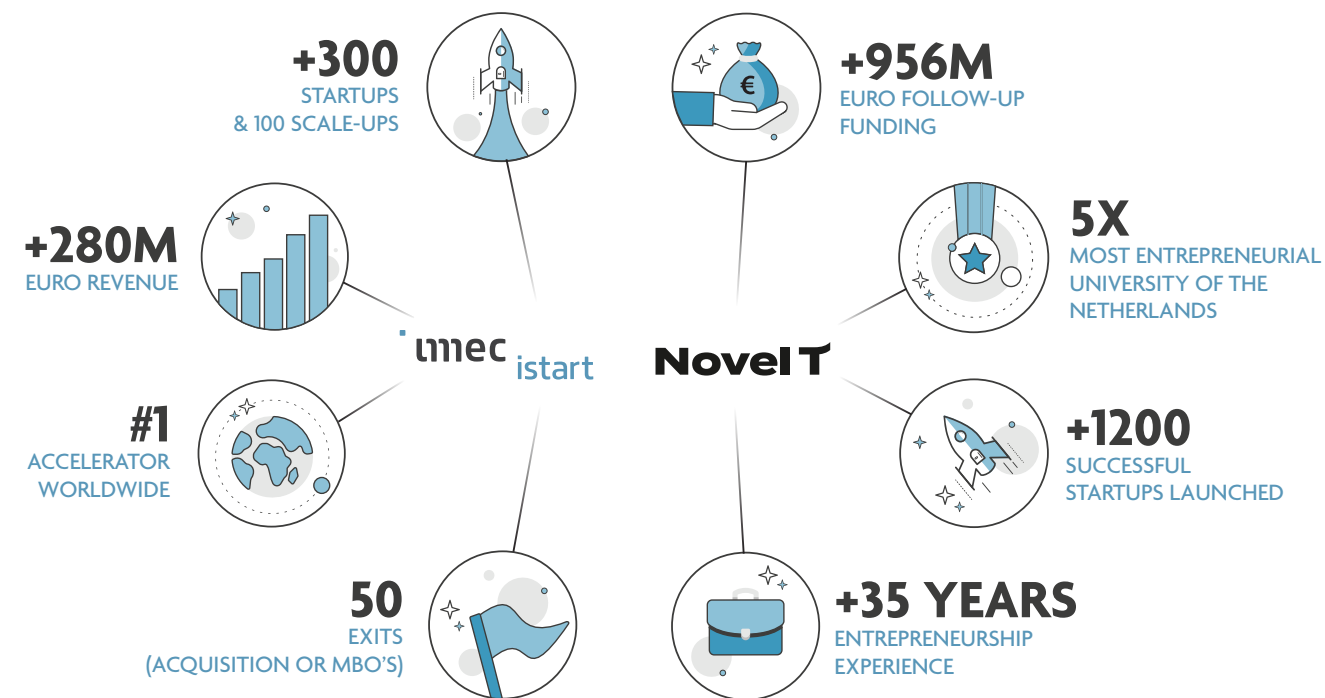 +300
STARTUPS
& 100 SCALE-UPS
+280M
EURO REVENUE
#1
ACCELERATOR
WORLDWIDE
50
EXITS
(ACQUISITION OR MBO'S)
imec
istart
Novel T
€
+956M
EURO FOLLOW-UP
FUNDING
5X
MOST ENTREPRENEURIAL
UNIVERSITY OF THE
NETHERLANDS
+1200
SUCCESSFUL
STARTUPS LAUNCHED
+35 YEARS
ENTREPRENEURSHIP
EXPERIENCE